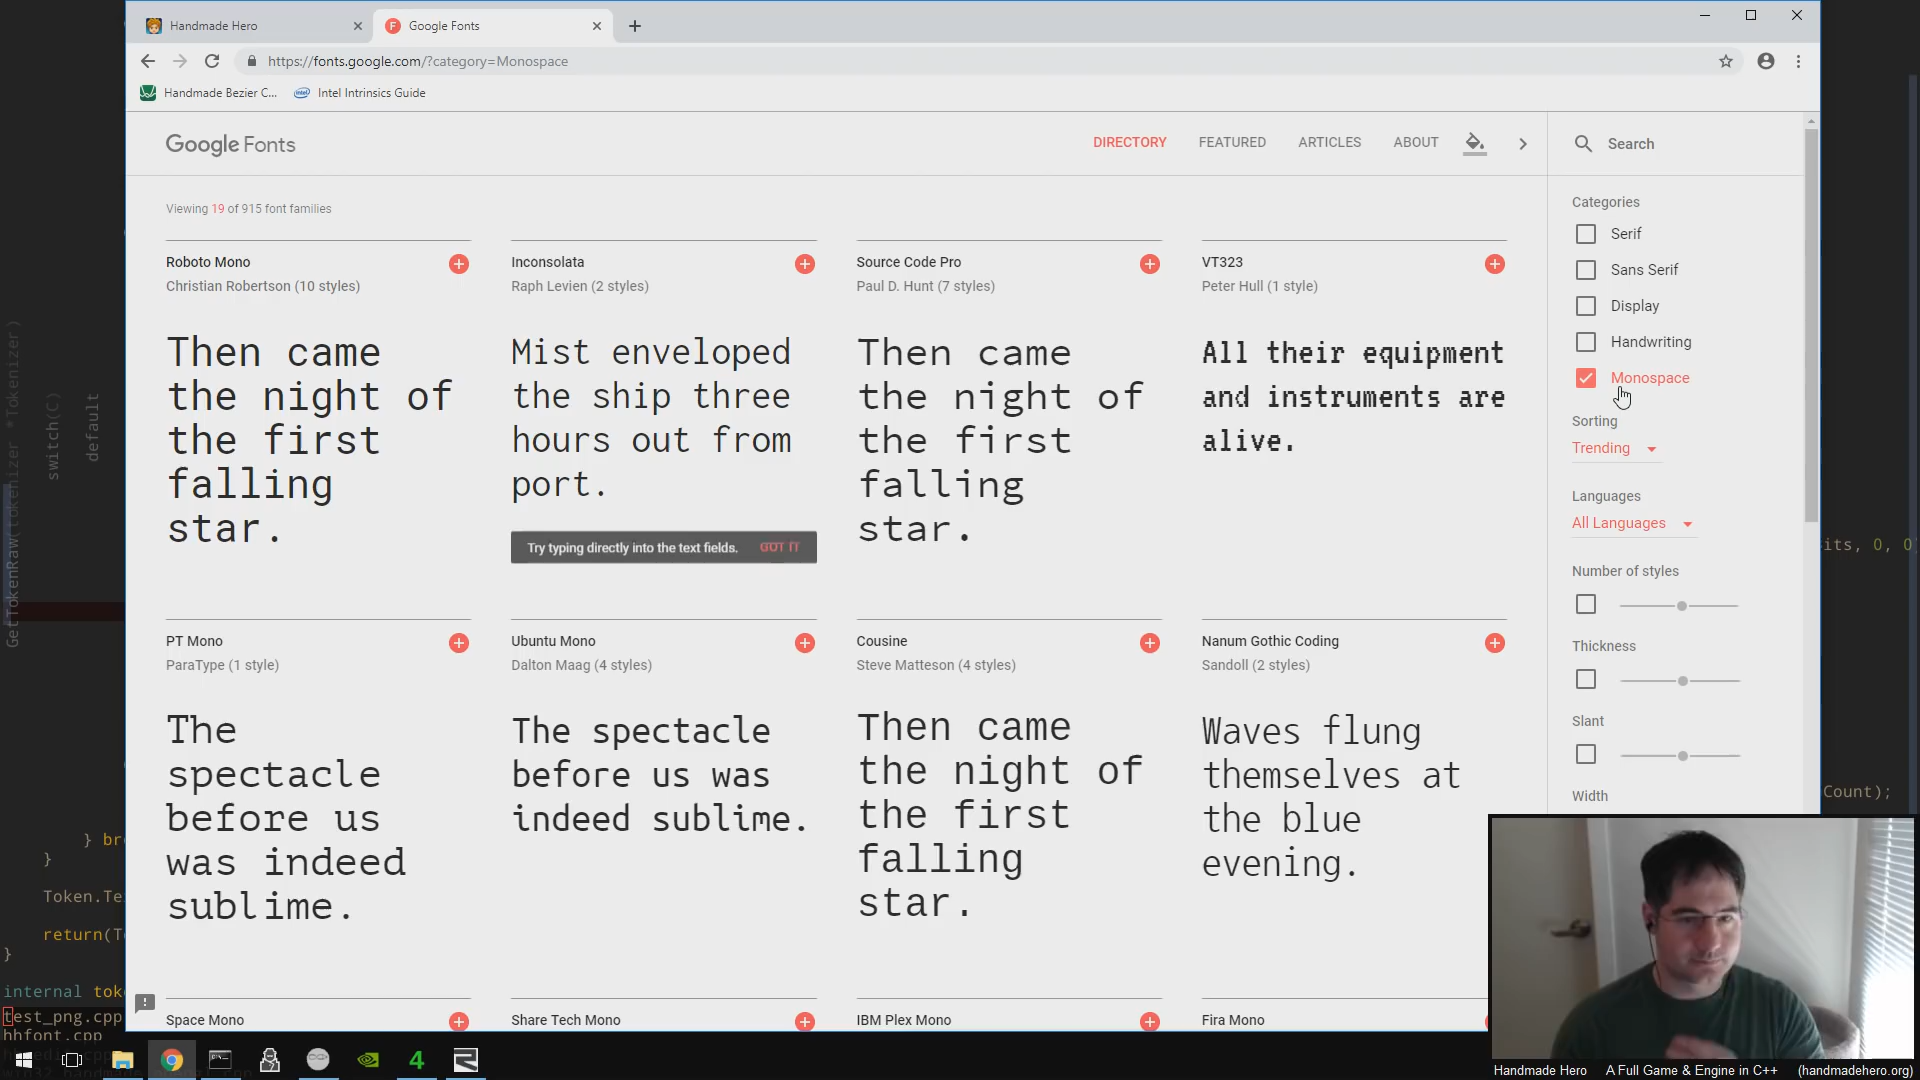 Handmade Hero
Google Fonts
https://fonts.google.com/?category=Monospace
Handmade Bezier C...
Intel Intrinsics Guide
Google Fonts
DIRECTORY
FEATURED
ARTICLES
ABOUT
Search
Viewing 19 of 915 font families
Roboto Mono
Christian Robertson (10 styles)
Then came
the night of
the first
falling
star.
Inconsolata
Raph Levien (2 styles)
Mist enveloped
the ship three
hours out from
port.
Try typing directly into the text fields. GOT IT
Source Code Pro
Paul D. Hunt (7 styles)
Then came
the night of
the first
falling
star.
VT323
Peter Hull (1 style)
All their equipment
and instruments are
alive.
PT Mono
ParaType (1 style)
The
spectacle
before us
was indeed
sublime.
Ubuntu Mono
Dalton Maag (4 styles)
The spectacle
before us was
indeed sublime.
Cousine
Steve Matteson (4 styles)
Then came
the night of
the first
falling
star.
Nanum Gothic Coding
Sandoll (2 styles)
Waves flung
themselves at
the blue
evening.
Space Mono
Share Tech Mono
IBM Plex Mono
Fira Mono
Categories
Serif
Sans Serif
Display
Handwriting
Monospace
Sorting
Trending
Languages
All Languages
Number of styles
Thickness
Slant
Width
GetTokenRaw(tokenizer *Tokenizer)
switch(C)
default
its, 0, 0
Count);
} bre
}
Token.Te
return(T
}
internal tok
test_png.cpp
hhfont.cpp
Handmade Hero A Full Game & Engine in C++ (handmadehero.org)